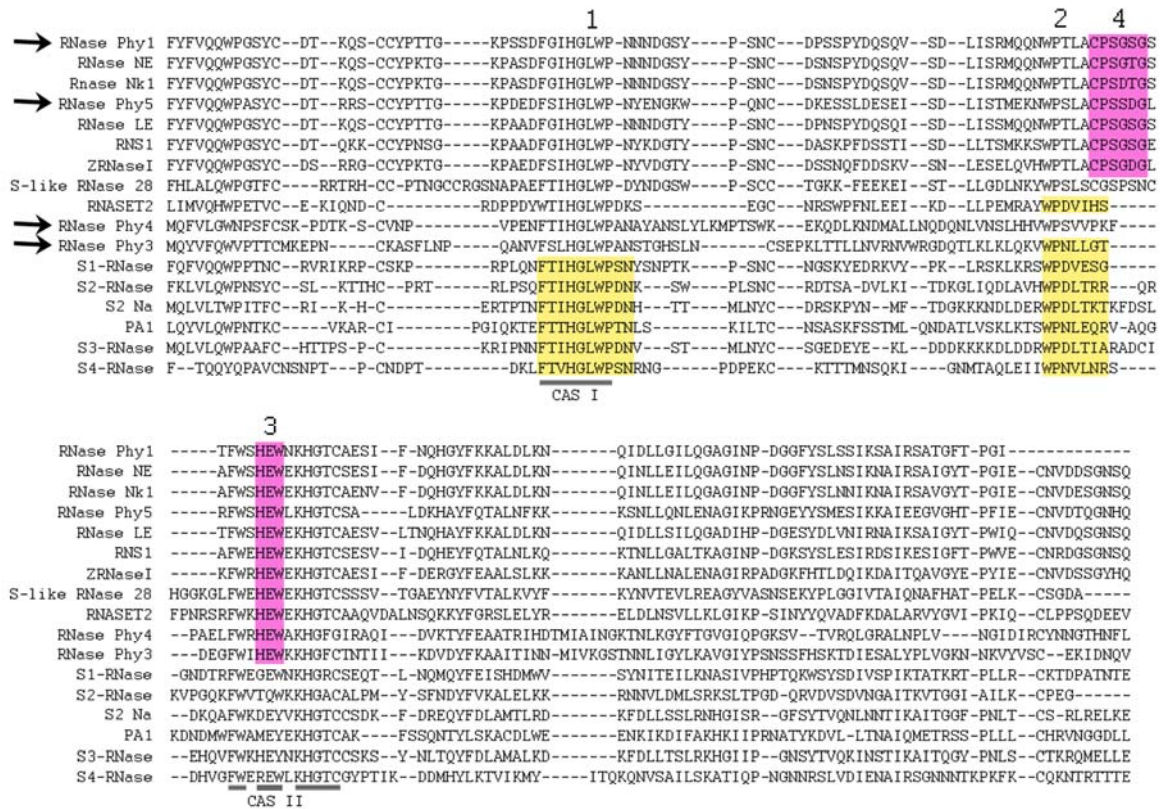 1 2 4
RNase Phy1 FYFVQQWPGSYC--DT--KQS-CCYPTTG-----KPSSDFGIHGLWP-NNNDGSY----P-SNC--DPSSPYDQSQV--SD--LISRMQQNWPTLACPSGSGS
RNase NE FYFVQQWPGSYC--DT--KQS-CCYPTTG-----KPASDFGIHGLWP-NNNDGSY----P-SNC--DPNSPYDQSQI--SD--LISRMQQNWPTLACPSGTGS
Rnase Nk1 FYFVQQWPGSYC--DT--KQS-CCYPTTG-----KPASDFGIHGLWP-NNNDGSY----P-SNC--DPNSPYDQSQI--SD--LISRMQQNWPTLACPSDTGS
RNase Phy5 FYFVQQWPASYC--DT--RRS-CCYPTTG-----KPDEDFSIHGLWP-NYENGKW----P-QNC--DKESSLDESEI--SD--LISTMEKNWPSLACPSSDGL
RNase LE FYFVQQWPGSYC--DT--KQS-CCYPTTG-----KPAADFGIHGLWP-NNNDGTY----P-SNC--DPNSPYDQSQI--SD--LISSMQQNWPTLACPSGSGS
RNS1 FYFVQQWPGSYC--DT--QKK-CCYPNSG-----KPAADFGIHGLWP-NYKDGTY----P-SNC--DASKPFDSSTI--SD--LLTSMKKSWPTLACPSGSGE
ZRNaseI FYFVQQWPGSYC--DS--RRG-CCYPKTG-----KPAEDFSIHGLWP-NYVDGTY----P-SNC--DSSNQFDDSKV--SN--LESELQVHWPTLACPSGDGL
S-like RNase 28 FHLALQWPGTFC---RRTRH-CC-PTNGCCRGSNAPAEFTIHGLWP-DYNDGSW----P-SCC--TGKK-FEEKEI--ST--LLGDLNKYWPSLSCGSPSNC
RNASET2 LIMVQHWPETVC--E-KIQND-C---------RDPPDYWTIHGLWP-DKS---------EGC--NRSWPFNLEEI--KD--LLPEMRAYWPDVIHS-----
RNase Phy4 MQFVLGWNPSFCSK-PDTK-S-CVNP-------VPENFTIHGLWPANAYANSLYLKMPTSWK---EKQDLKNDMALLNQDQNLVNSLHHVWPSVVPKF----
RNase Phy3 MQYVFQWVPTTCMKEPN----CKASFLNP----QANVFSLHGLWPANSTGHSLN-----CSEPKLTTLLNVRNVWRGDQTLKLKLQKVWPNLLGT-----
S1-RNase FQFVQQWPPTNC--RVRIKRP-CSKP-----RPLQNFTIHGLWPSNYSNPTK----P-SNC--NGSKYEDRKVY--PK--LRSKLKRSWPDVESG-----
S2-RNase FKLVLQWPNSYC--SL--KTTHC-PRT----RLPSQFTIHGLWPDNK---SW----P-LSNC--RDTSA-DVLKI--TDKGLIQDLAVHWPDLTRR--QR
S2 Na MQLVLTWPITFC--RI--K-H-C------ERTPTNFTIHGLWPDNH---TT---MLNYC--DRSKPYN--MF--TDGKKKNDLDERWPDLTKTKFDSL
PA1 LQYVLQWPNTKC-----VKAR-CI------PGIQKTEFTTHGLWPTNLS-------KILTC--NSASKFSSTML--QNDATLVSKLKTSWPNLEQRV-AQG
S3-RNase MQLVLQWPAAFC--HTTPS-P-C------KRIPNNFTIHGLWPDNV---ST---MLNYC--SGEDEYE--KL--DDDKKKKDLDDRWPDLTIARADCI
S4-RNase F--TQQYQPAVCNSNPT---P--CNDPT------DKLFTVHGLWPSNRNG-----PDPEKC---KTTTMNSQKI---GNMTAQLEIIWPNVLNRS----
CAS I
3
RNase Phy1 -----TFWSHEWNKHGTCAESI--F-NQHGYFKKALDLKN--------QIDLLGILQGAGINP-DGGFYSLSSIKSAIRSATGFT-PGI-------------
RNase NE -----AFWSHEWEKHGTCAESI--F-DQHGYFKKALDLKN--------QINLLEILQGAGINP-DGGFYSLNSIKNAIRSAIGYT-PGIE--CNVDDSGNSQ
RNase Nk1 -----AFWSHEWEKHGTCAENV--F-DQHGYFKKALDLKN--------QINLLEILQGAGINP-DGGFYSLNNIKNAIRSAVGYT-PGIE--CNVDESGNSQ
RNase Phy5 -----RFWSHEWLKHGTCSA-----LDKHAYFQTALNFKK--------KSNLLQNLENAGIKPRNGEYYSMESIKKAIEEGVGHT-PFIE--CNVDTQGNHQ
RNase LE -----TFWSHEWEKHGTCAESV--LTNQHAYFKKALDLKN--------QIDLLSILQGADIHP-DGESYDLVNIRNAIKSAIGYT-PWIQ--CNVDQSGNSQ
RNS1 -----AFWEHEWEKHGTCSESV--I-DQHEYFQTALNLKQ--------KTNLLGALTKAGINP-DGKSYSLESIRDSIKESIGFT-PWVE--CNRDGSGNSQ
ZRNaseI -----KFWRHEWEKHGTCAESI--F-DERGYFEAALSLKK--------KANLLNALENAGIRPADGKFHTLDQIKDAITQAVGYE-PYIE--CNVDSSGYHQ
S-like RNase 28 HGGKGLFWEHEWEKHGTCSSSV--TGAEYNYFVTALKVYF--------KYNVTEVLREAGYVASNSEKYPLGGIVTAIQNAFHAT-PELK--CSGDA-----
RNASET2 FPNRSRFWKHEWEKHGTCAAQVDALNSQKKYFGRSLELYR--------ELDLNSVLLKLGIKP-SINYYQVADFKDALARVYGVI-PKIQ--CLPPSQDEEV
RNase Phy4 --PAELFWRHEWAKHGFGIRAQI---DVKTYFEAATRIHDTMIAINGKTNLKGYFTGVGIQPGKSV--TVRQLGRALNPLV----NGIDIRCYNNGTHNFL
RNase Phy3 --DEGFWIHEWKKHGFCTNTII---KDVDYFKAAITINN-MIVKGSTNNLIGYLKAVGIYPSNSSFHSKTDIESALYPLVGKN-NKVYVSC--EKIDNQV
S1-RNase --GNDTRFWEGEWNKHGRCSEQT--L-NQMQYFEISHDMWV-------SYNITEILKNASIVPHPTQKWSYSDIVSPIKTATKRT-PLLR--CKTDPATNTE
S2-RNase KVPGQKFWVTQWKKHGACALPM--Y-SFNDYFVKALELKK--------RNNVLDMLSRKSLTPGD-QRVDVSDVNGAITKVTGGI-AILK--CPEG------
S2 Na --DKQAFWKDEYVKHGTCCSDK--F-DREQYFDLAMTLRD--------KFDLLSSLRNHGISR--GFSYTVQNLNNTIKAITGGF-PNLT--CS-RLRELKE
PA1 KDNDMWFWAMEYEKHGTCAK-----FSSQNTYLSKACDLWE-------ENKIKDIFAKHKIIPRNATYKDVL-LTNAIQMETRSS-PLLL--CHRVNGGDLL
S3-RNase --EHQVFWKHEYNKHGTCCSKS--Y-NLTQYFDLAMALKD--------KFDLLTSLRKHGIIP--GNSYTVQKINSTIKAITQGY-PNLS--CTKRQMELLE
S4-RNase --DHVGFWEREWLKHGTCGYPTIK--DDMHYLKTVIKMY---ITQKQNVSAILSKATIQP-NGNNRSLVDIENAIRSGNNNTKPKFK--CQKNTRTTTE
CAS II